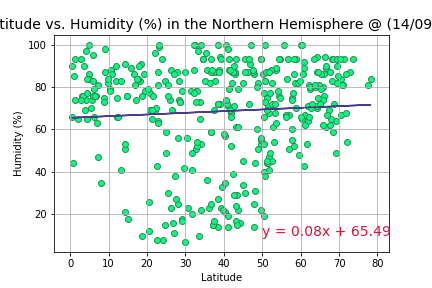 titude vs. Humidity (%) in the Northern Hemisphere @ (14/09
Humidity (%)
100
80
60
40
20
y = 0.08x + 65.49
0 10 20 30 40 50 60 70 80
Latitude